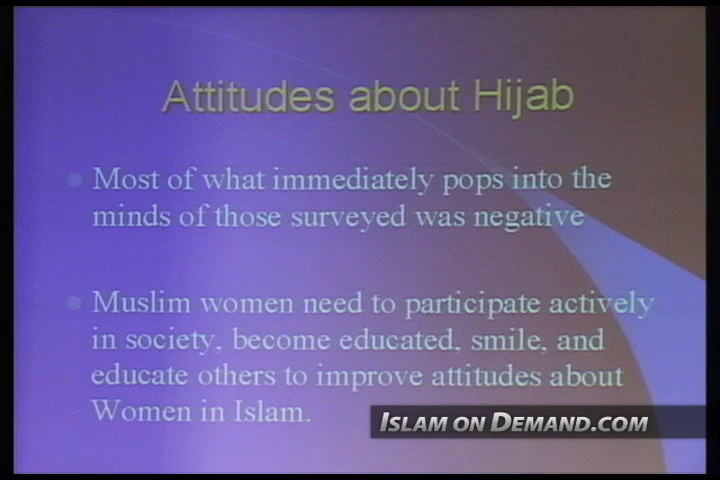 Attitudes about Hijab
Most of what immediately pops into the
minds of those surveyed was negative
Muslim women need to participate actively
in society, become educated, smile, and
educate others to improve attitudes about
Women in Islam.
ISLAM ON DEMAND.COM